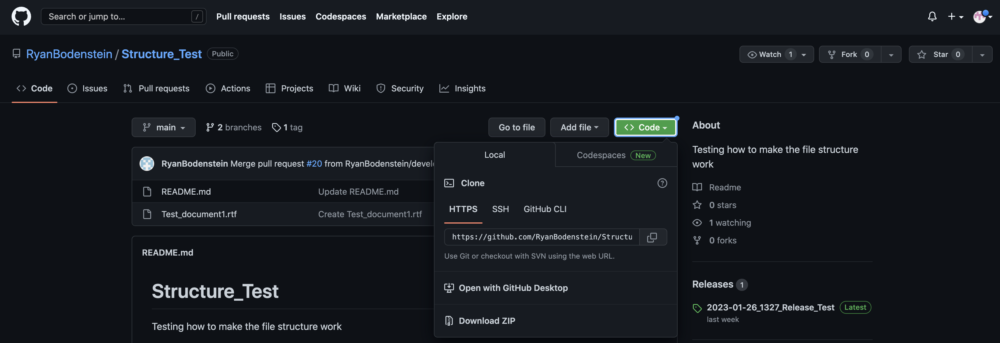 Search or jump to... /
Pull requests Issues Codespaces Marketplace Explore
RyanBodenstein / Structure_Test Public
Watch 1 Fork 0 Star 0
Code Issues Pull requests Actions Projects Wiki Security Insights
main 2 branches 1 tag
Go to file Add file Code
RyanBodenstein Merge pull request #20 from RyanBodenstein/develo
README.md Update README.md
Test_document1.rtf Create Test_document1.rtf
README.md
Structure_Test
Testing how to make the file structure work
Local Codespaces New
Clone
HTTPS SSH GitHub CLI
https://github.com/RyanBodenstein/Structu
Use Git or checkout with SVN using the web URL.
Open with GitHub Desktop
Download ZIP
About
Testing how to make the file structure
work
Readme
0 stars
1 watching
0 forks
Releases 1
2023-01-26_1327_Release_Test Latest
last week